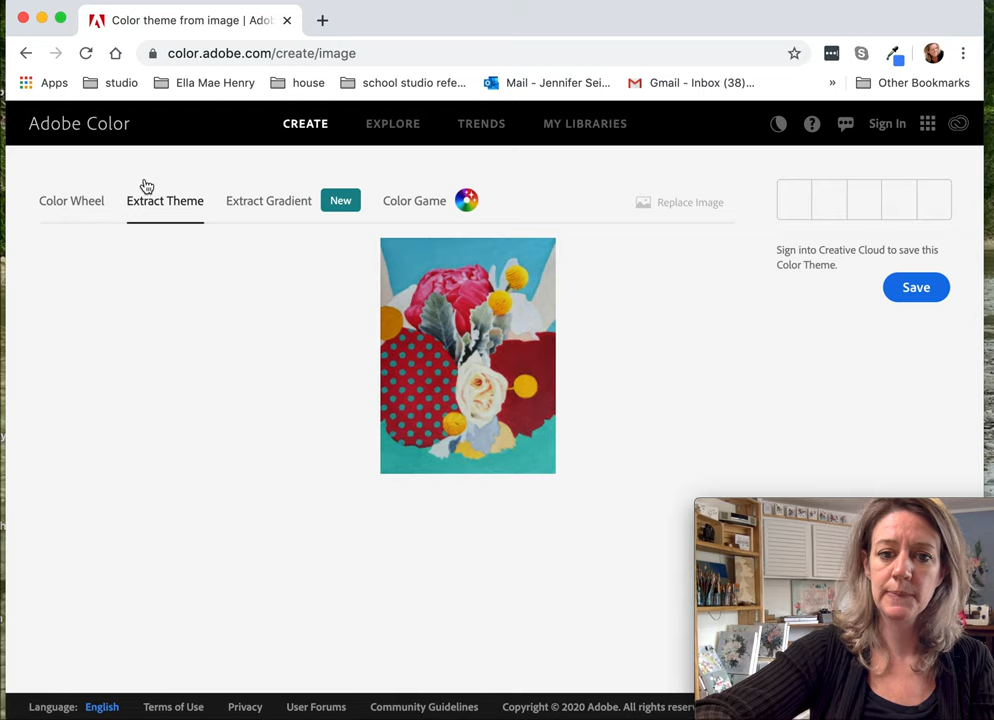 Color theme from image | Adob
color.adobe.com/create/image
Apps studio Ella Mae Henry house school studio refe... Mail - Jennifer Sei... Gmail - Inbox (38)... » Other Bookmarks
Adobe Color CREATE EXPLORE TRENDS MY LIBRARIES Sign In
Color Wheel Extract Theme Extract Gradient New Color Game Replace Image
Sign into Creative Cloud to save this
Color Theme.
Save
Language: English Terms of Use Privacy User Forums Community Guidelines Copyright © 2020 Adobe. All rights reserv